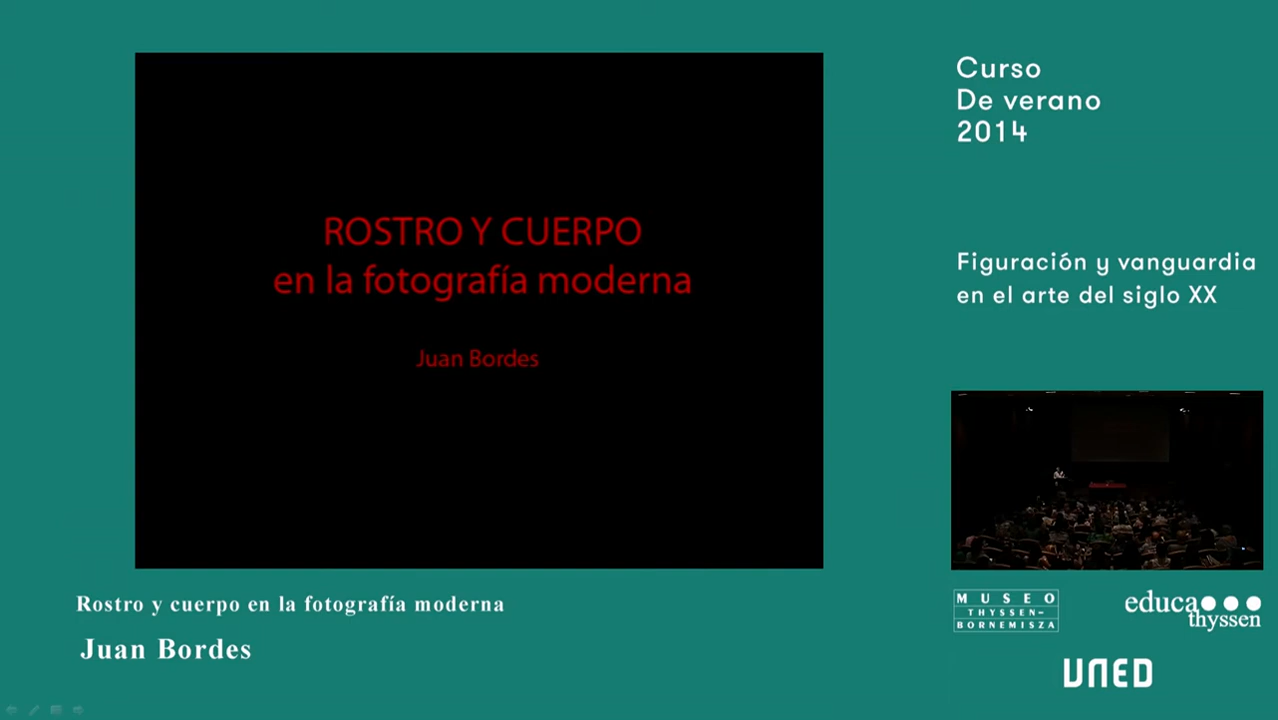 ROSTRO Y CUERPO
en la fotografía moderna
Juan Bordes
Curso
De verano
2014
Figuración y vanguardia
en el arte del siglo XX
Rostro y cuerpo en la fotografía moderna
Juan Bordes
MUSEO
THYSSEN-
BORNEMISZA
educa
thyssen
UNED